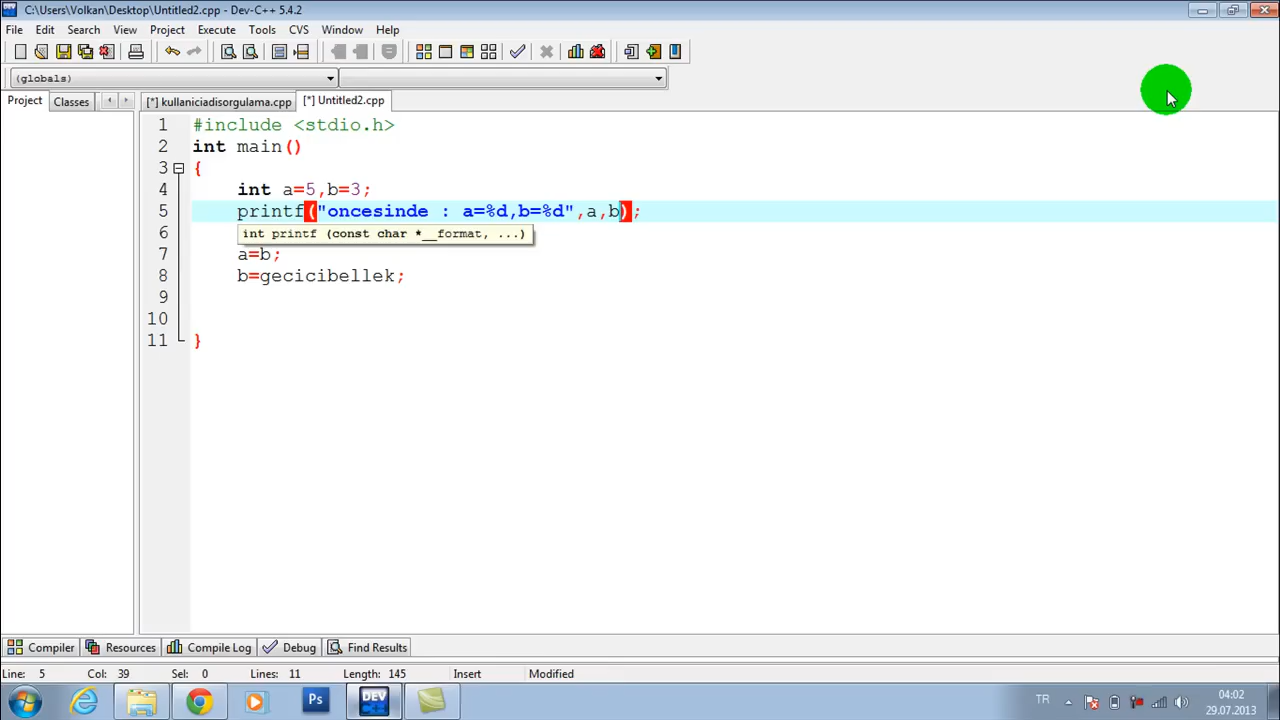 C:\Users\Volkan\Desktop\Untitled2.cpp - Dev-C++ 5.4.2
File Edit Search View Project Execute Tools CVS Window Help
(globals)
Project Classes [*] kullaniciadisorgulama.cpp [*] Untitled2.cpp
1 #include <stdio.h>
2 int main()
3 {
4 int a=5,b=3;
5 printf("oncesinde : a=%d,b=%d",a,b);
6 int printf (const char *__format, ...)
7 a=b;
8 b=gecicibellek;
9
10
11 }
Compiler Resources Compile Log Debug Find Results
Line: 5 Col: 39 Sel: 0 Lines: 11 Length: 145 Insert Modified
Ps DEV C++ TR 04:02
29.07.2013